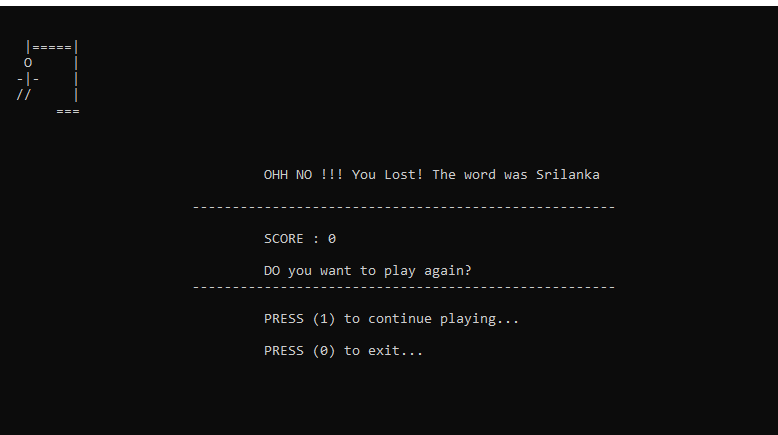 |=====|
O     |
-|-    |
//     |
===
OHH NO !!! You Lost! The word was Srilanka
-----------------------------------------------------
SCORE : 0
DO you want to play again?
-----------------------------------------------------
PRESS (1) to continue playing...
PRESS (0) to exit...